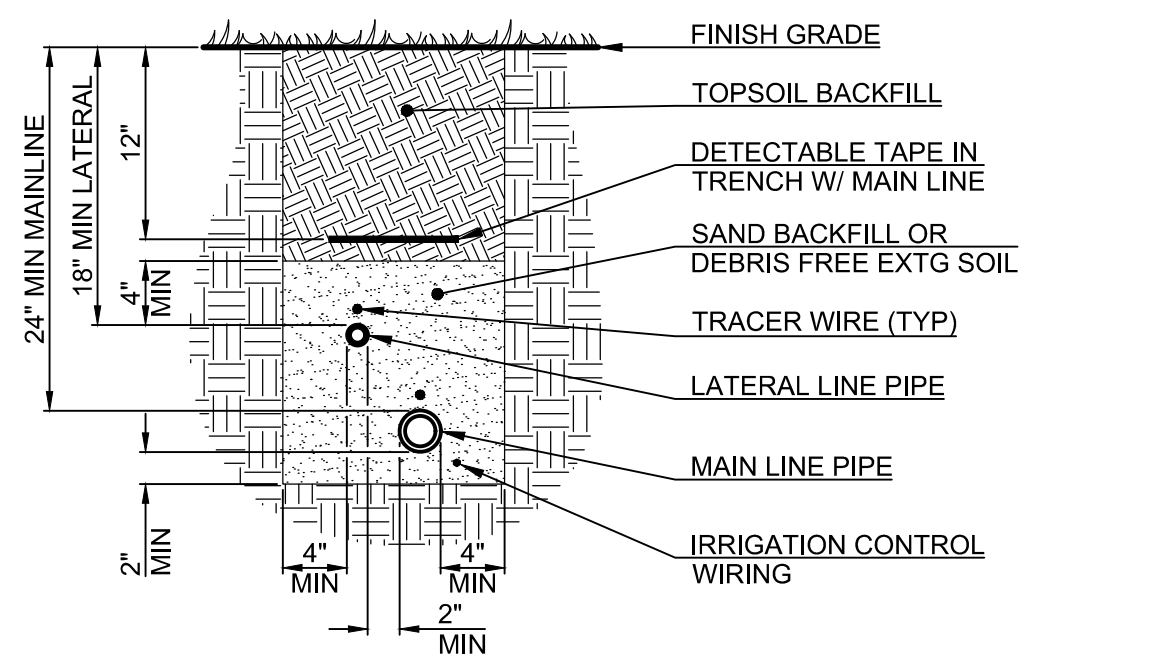 FINISH GRADE
TOPSOIL BACKFILL
DETECTABLE TAPE IN
TRENCH W/ MAIN LINE
SAND BACKFILL OR
DEBRIS FREE EXTG SOIL
TRACER WIRE (TYP)
LATERAL LINE PIPE
MAIN LINE PIPE
IRRIGATION CONTROL
WIRING
24" MIN MAINLINE
18" MIN LATERAL
12"
4"
MIN
2"
MIN
4"
MIN
4"
MIN
2"
MIN